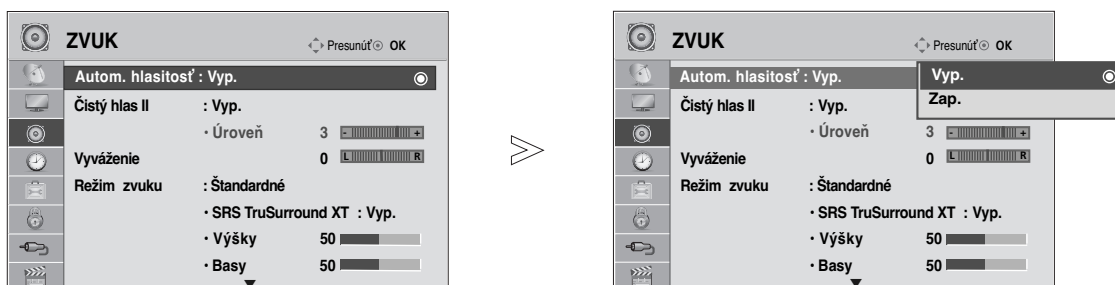 ZVUK
Presunúť OK
Autom. hlasitosť : Vyp.
Čistý hlas II : Vyp.
• Úroveň 3 - +
Vyváženie 0 L R
Režim zvuku : Štandardné
• SRS TruSurround XT : Vyp.
• Výšky 50
• Basy 50
ZVUK
Presunúť OK
Autom. hlasitosť : Vyp.
Vyp.
Zap.
Čistý hlas II : Vyp.
• Úroveň 3 - +
Vyváženie 0 L R
Režim zvuku : Štandardné
• SRS TruSurround XT : Vyp.
• Výšky 50
• Basy 50